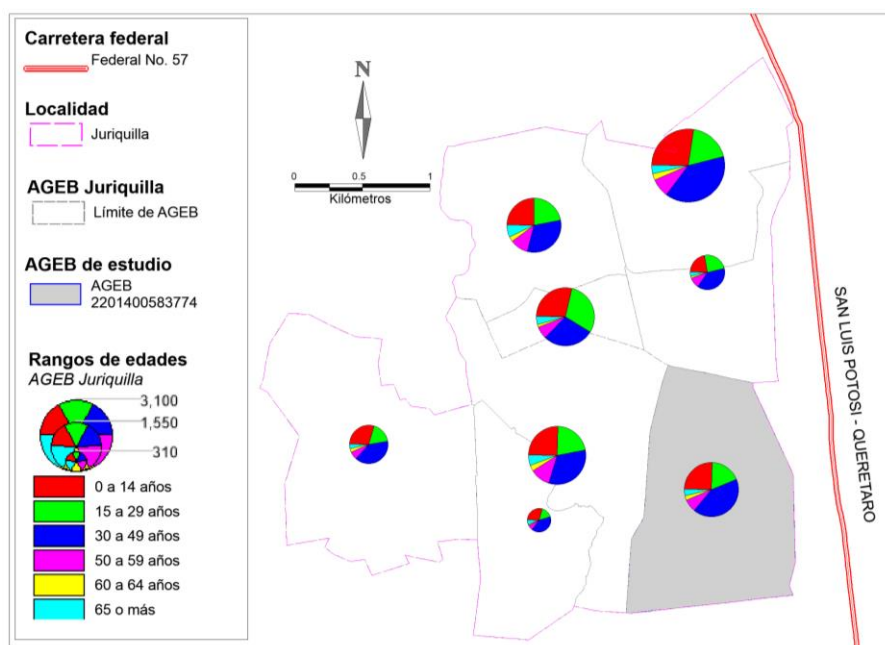 Carretera federal
Federal No. 57
Localidad
Juriquilla
AGEB Juriquilla
Límite de AGEB
AGEB de estudio
AGEB
2201400583774
Rangos de edades
AGEB Juriquilla
3,100
1,550
310
0 a 14 años
15 a 29 años
30 a 49 años
50 a 59 años
60 a 64 años
65 o más
N
0 0.5 1
Kilómetros
SAN LUIS POTOSI - QUERETARO